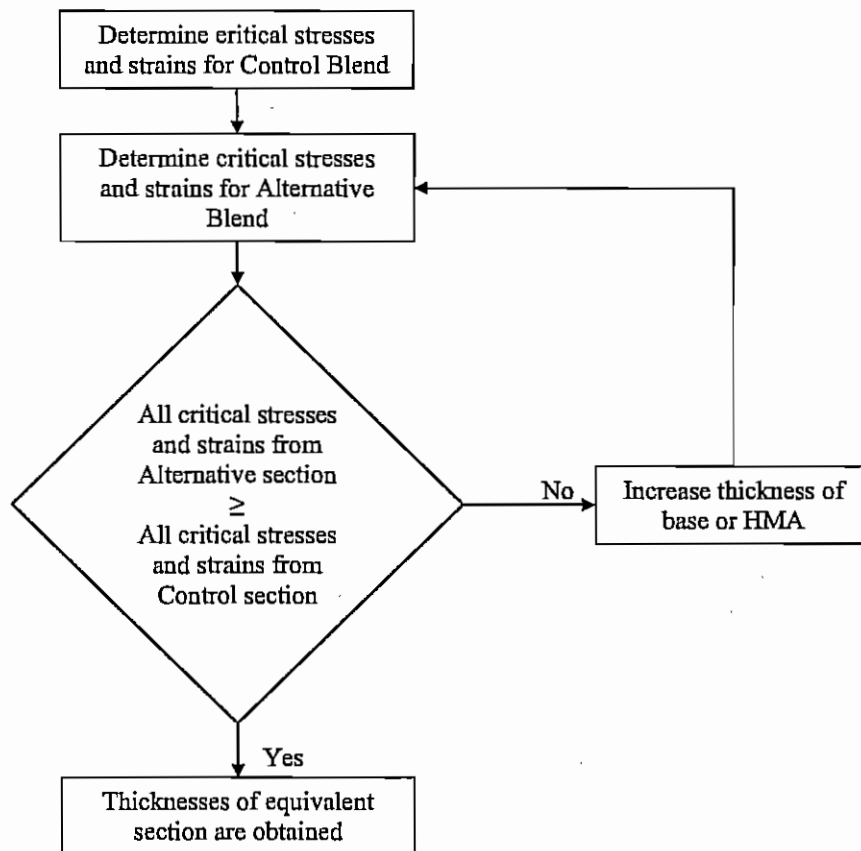 Determine eritical stresses
and strains for Control Blend
Determine critical stresses
and strains for Alternative
Blend
All critical stresses
and strains from
Alternative section
≥
All critical stresses
and strains from
Control section
No
Increase thickness of
base or HMA
Yes
Thicknesses of equivalent
section are obtained